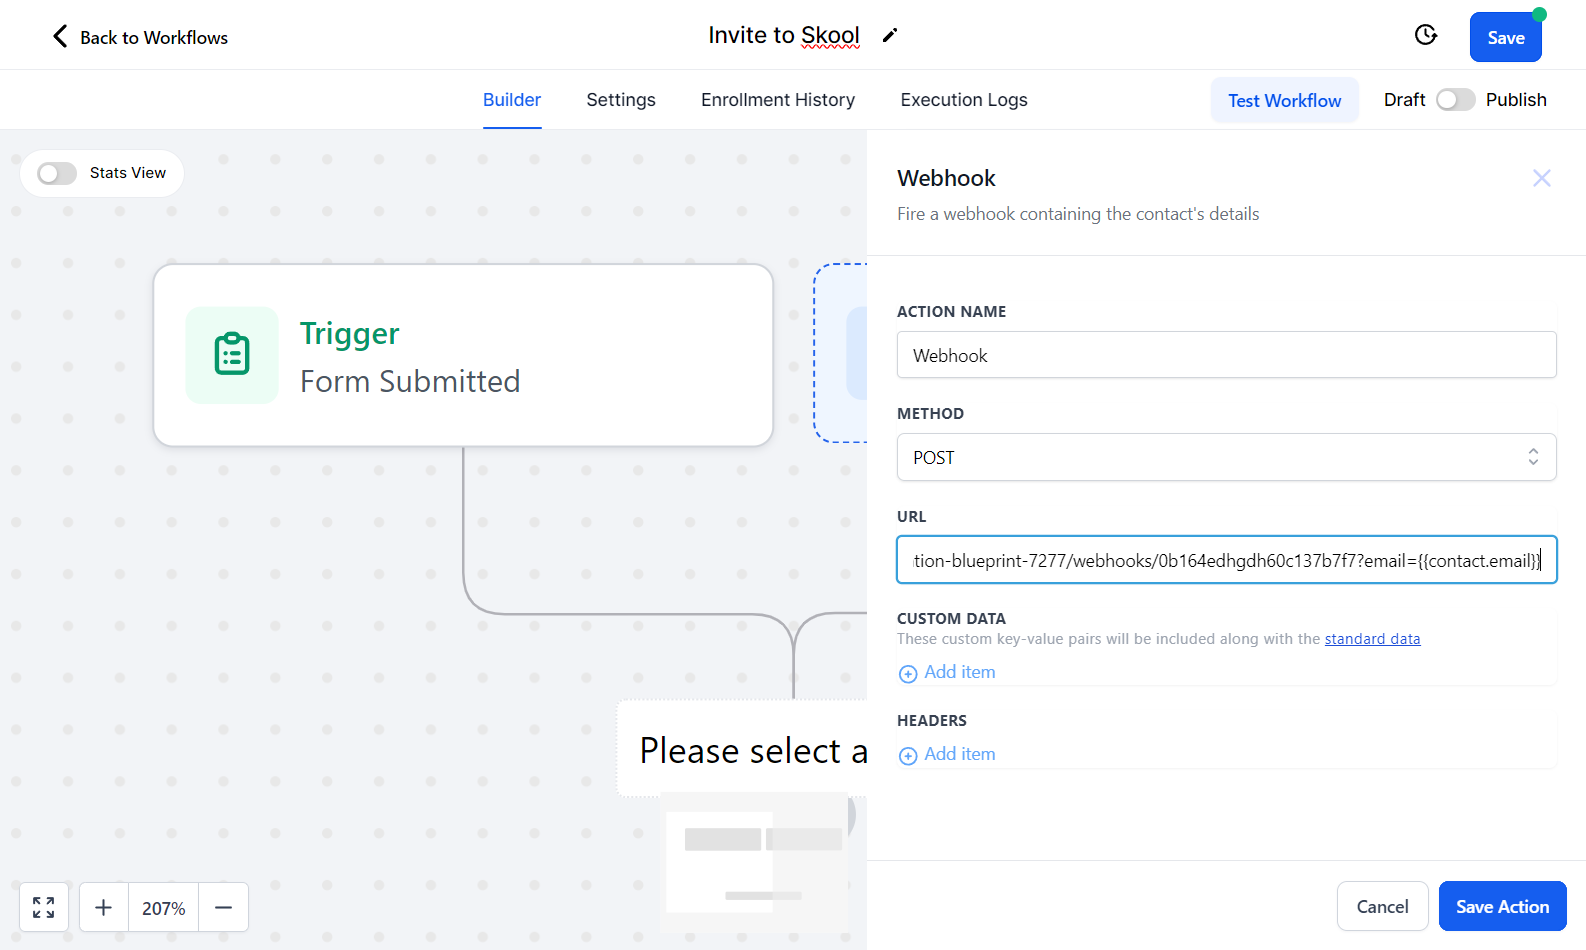 Back to Workflows
Invite to Skool
Save
Builder
Settings
Enrollment History
Execution Logs
Test Workflow
Draft
Publish
Stats View
Trigger
Form Submitted
Please select a
207%
Webhook
Fire a webhook containing the contact's details
ACTION NAME
Webhook
METHOD
POST
URL
tion-blueprint-7277/webhooks/0b164edhgdh60c137b7f7?email={{contact.email}}
CUSTOM DATA
These custom key-value pairs will be included along with the standard data
Add item
HEADERS
Add item
Cancel
Save Action